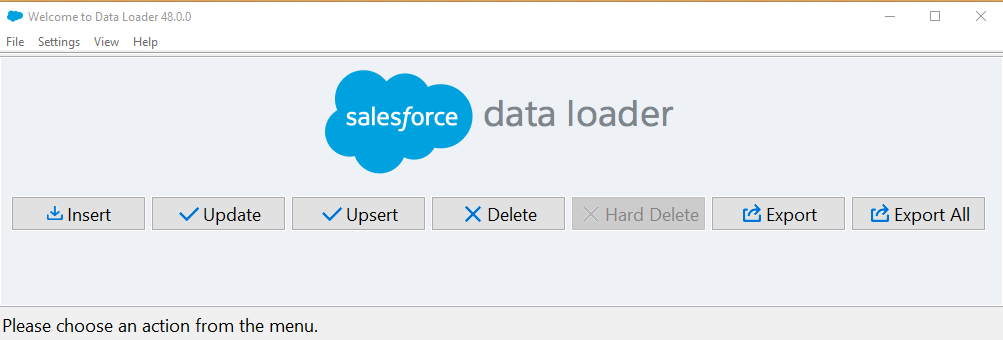 Welcome to Data Loader 48.0.0
File Settings View Help
salesforce data loader
Insert Update Upsert Delete Hard Delete Export Export All
Please choose an action from the menu.